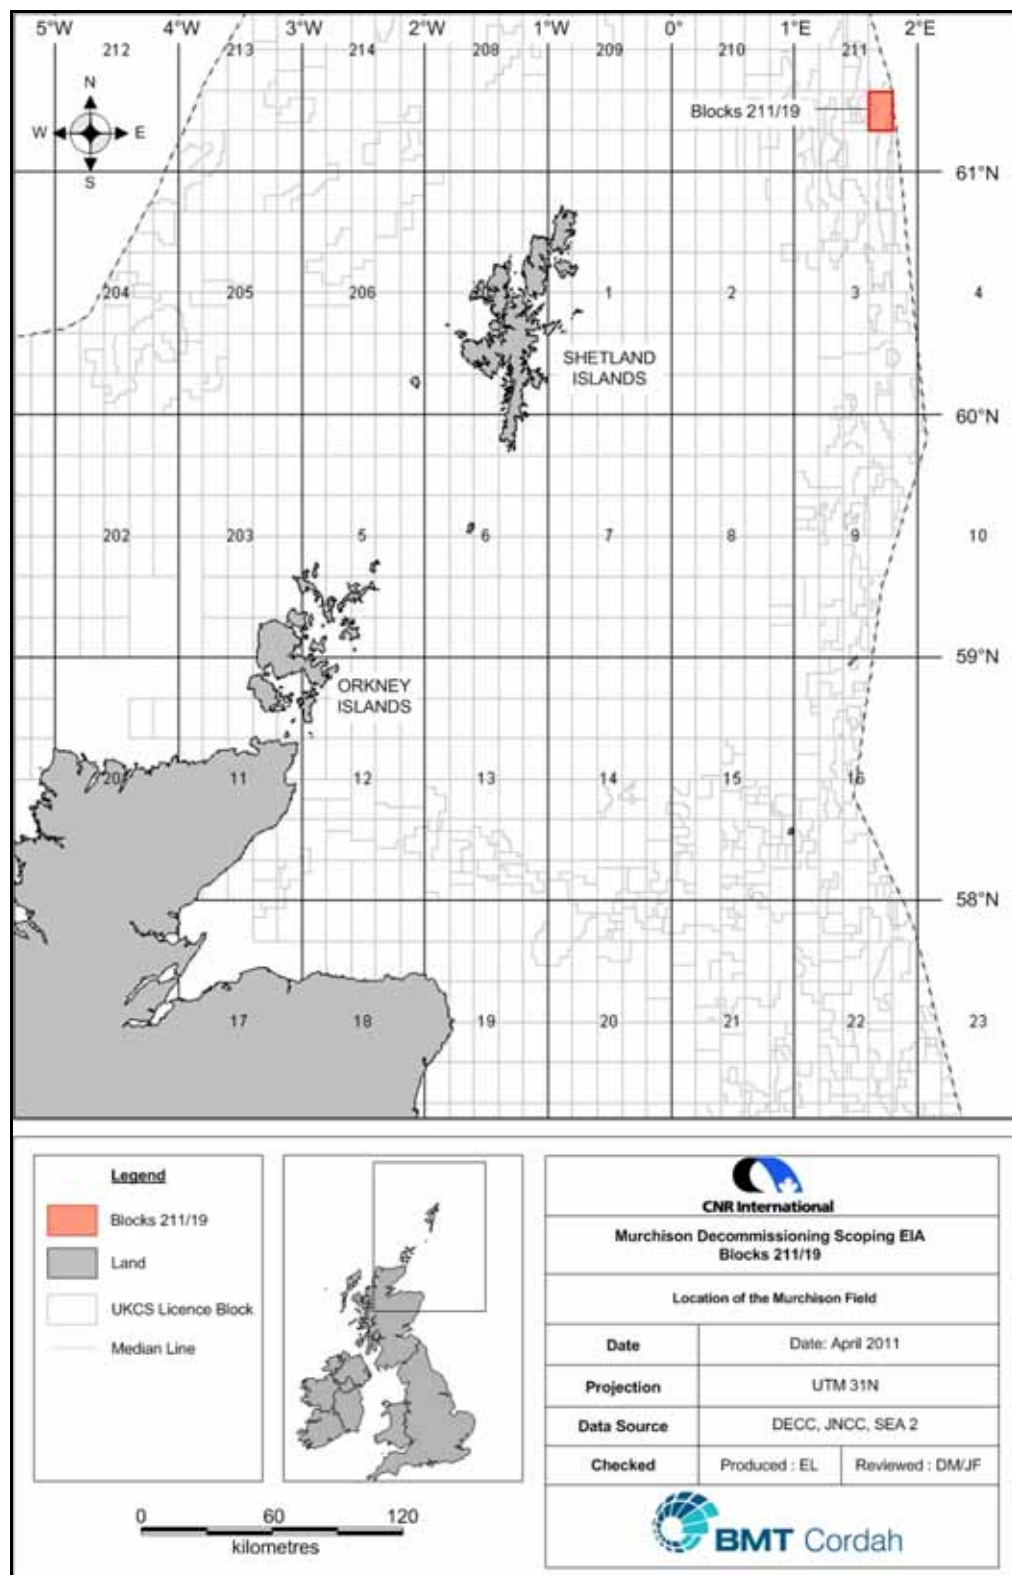 5°W 4°W 3°W 2°W 1°W 0 1°E 2°E
212 213 214 208 209 210 211
N
W E
S
Blocks 211/19
61°N
204 205 206 1 2 3 4
SHETLAND
ISLANDS
60°N
202 203 5 6 7 8 9 10
59°N
ORKNEY
ISLANDS
20 11 12 13 14 15 16
58°N
17 18 19 20 21 22 23
Legend
Blocks 211/19
Land
UKCS Licence Block
Median Line
0 60 120
kilometres
CNR International
Murchison Decommissioning Scoping EIA
Blocks 211/19
Location of the Murchison Field
Date Date: April 2011
Projection UTM 31N
Data Source DECC, JNCC, SEA 2
Checked Produced : EL Reviewed : DM/JF
BMT Cordah